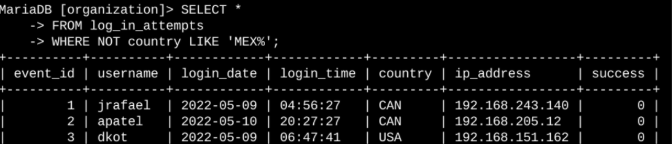 MariaDB [organization]> SELECT *
    -> FROM log_in_attempts
    -> WHERE NOT country LIKE 'MEX%';
+----------+----------+------------+------------+---------+-----------------+---------+
| event_id | username | login_date | login_time | country | ip_address      | success |
+----------+----------+------------+------------+---------+-----------------+---------+
|        1 | jrafael  | 2022-05-09 | 04:56:27   | CAN     | 192.168.243.140 |       0 |
|        2 | apatel   | 2022-05-10 | 20:27:27   | CAN     | 192.168.205.12  |       0 |
|        3 | dkot     | 2022-05-09 | 06:47:41   | USA     | 192.168.151.162 |       0 |